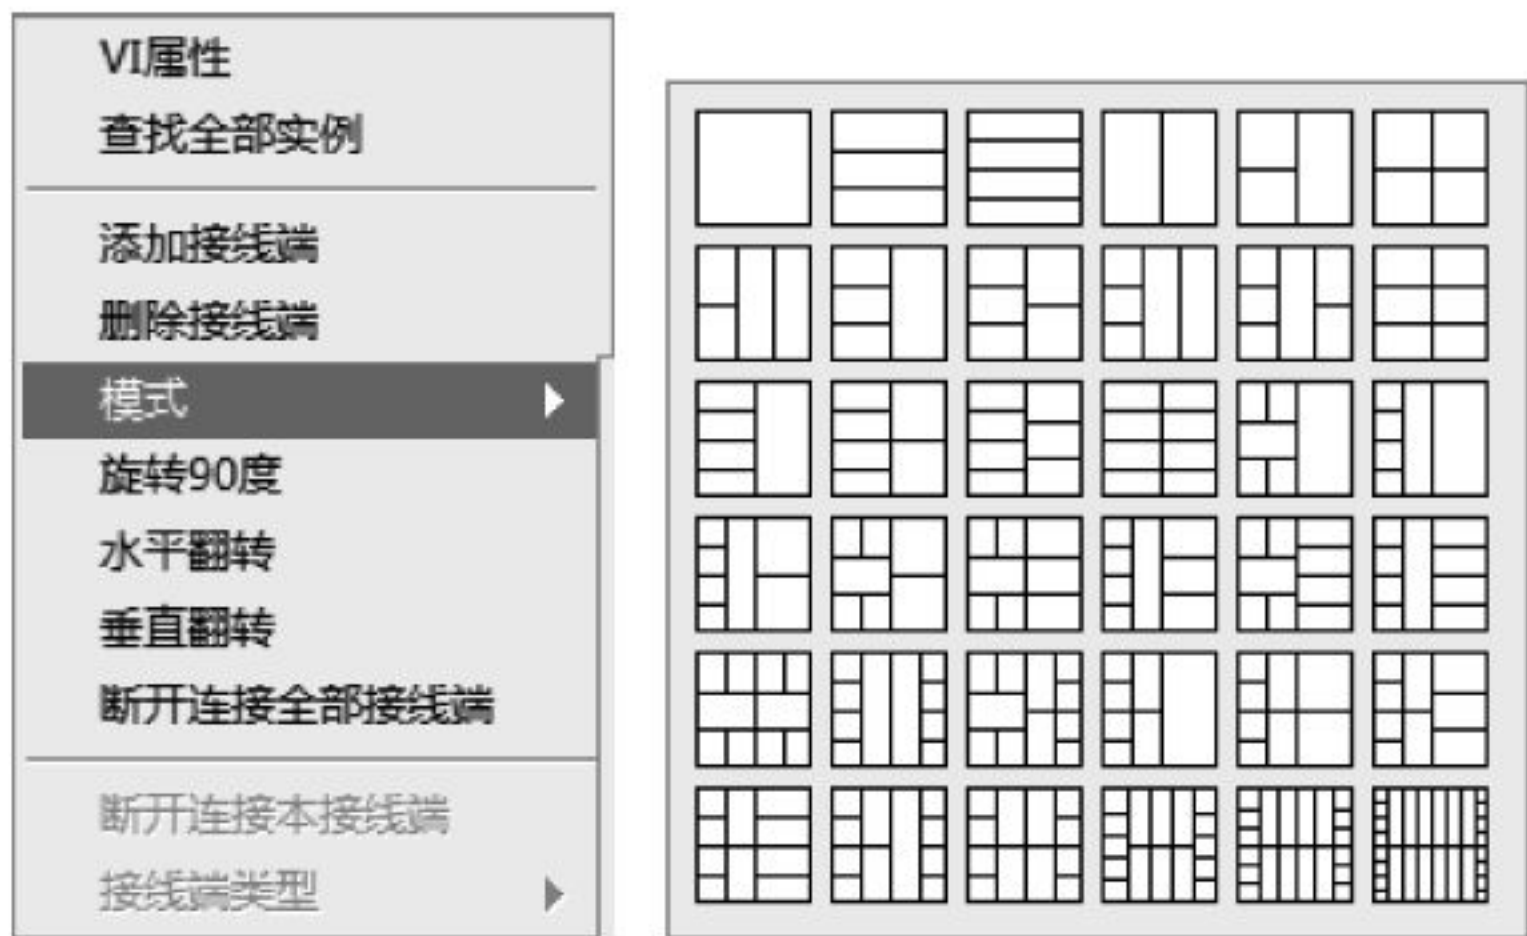 VI属性
查找全部实例
添加接线端
删除接线端
模式
旋转90度
水平翻转
垂直翻转
断开连接全部接线端
断开连接本接线端
接线端类型